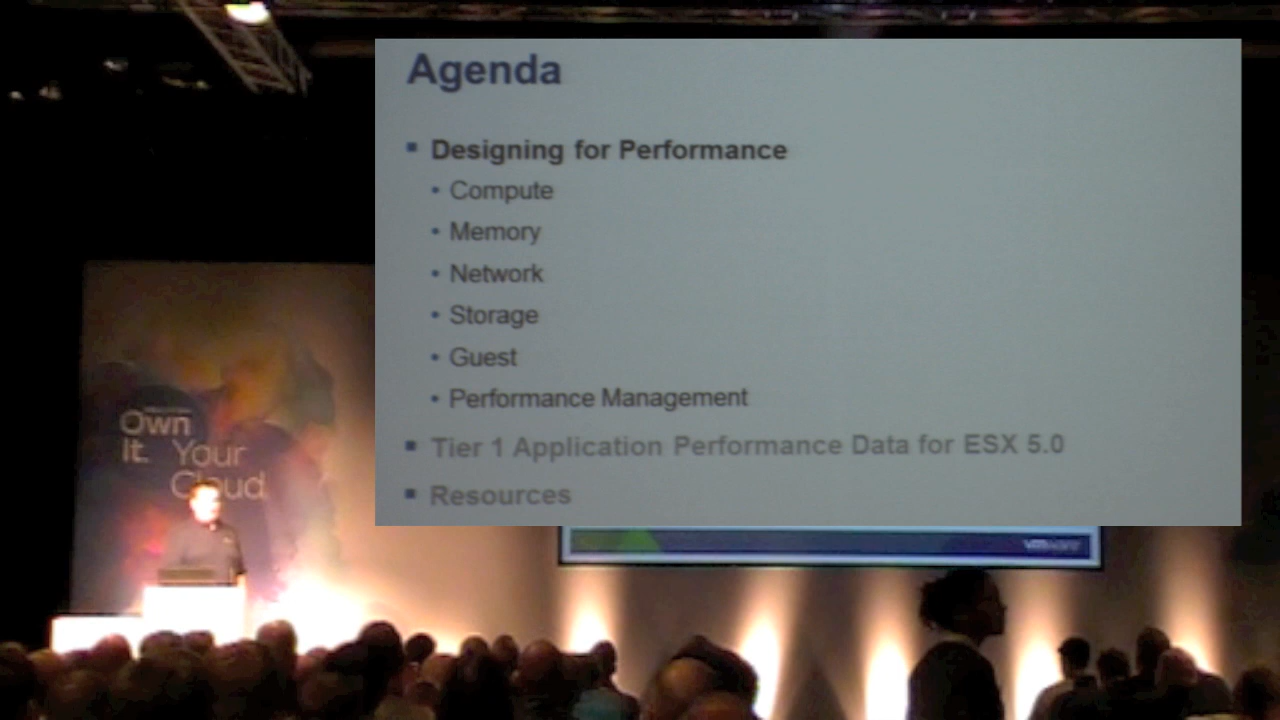 Agenda
Designing for Performance
Compute
Memory
Network
Storage
Guest
Performance Management
Tier 1 Application Performance Data for ESX 5.0
Resources
Own
It. Your
Cloud
vmware